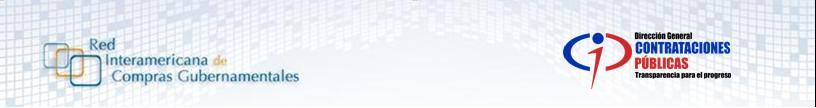 Red
Interamericana de
Compras Gubernamentales
Dirección General
CONTRATACIONES
PÚBLICAS
Transparencia para el progreso